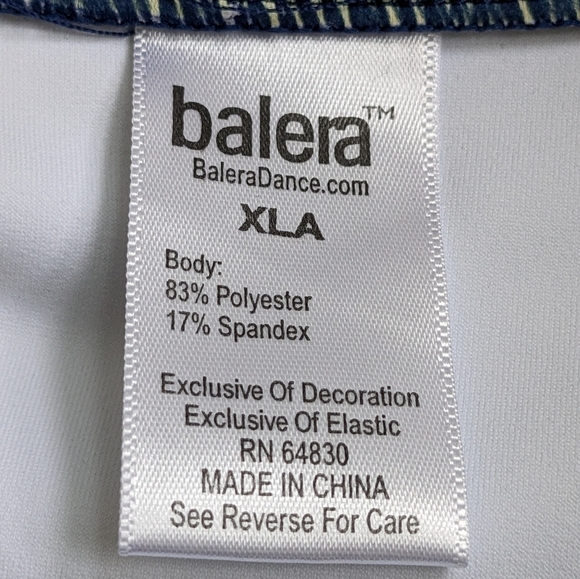 balera™
BaleraDance.com
XLA
Body:
83% Polyester
17% Spandex
Exclusive Of Decoration
Exclusive Of Elastic
RN 64830
MADE IN CHINA
See Reverse For Care